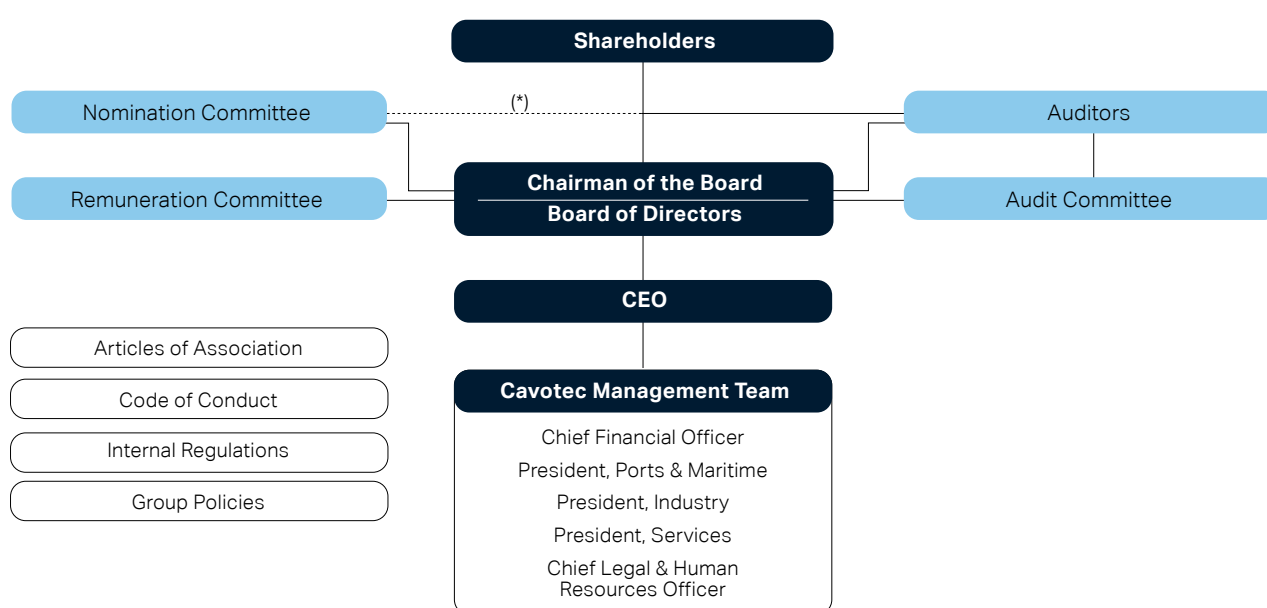 Shareholders
(*)
Nomination Committee
Auditors
Chairman of the Board
Board of Directors
Remuneration Committee
Audit Committee
CEO
Articles of Association
Code of Conduct
Internal Regulations
Group Policies
Cavotec Management Team
Chief Financial Officer
President, Ports & Maritime
President, Industry
President, Services
Chief Legal & Human
Resources Officer